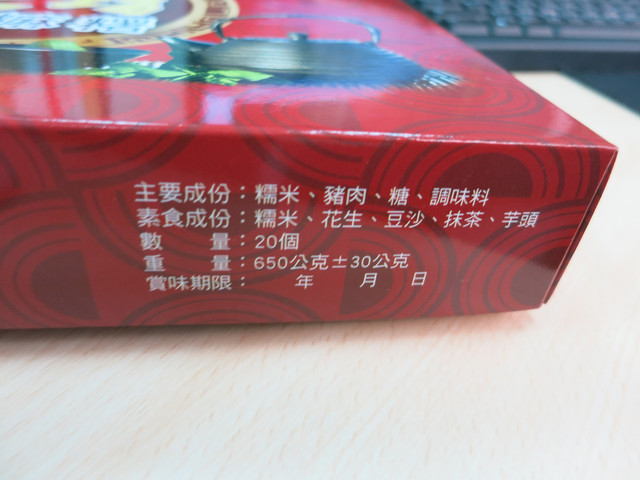 主要成份：糯米、豬肉、糖、調味料
素食成份：糯米、花生、豆沙、抹茶、芋頭
數　　量：20個
重　　量：650公克±30公克
賞味期限：　　年　　月　　日